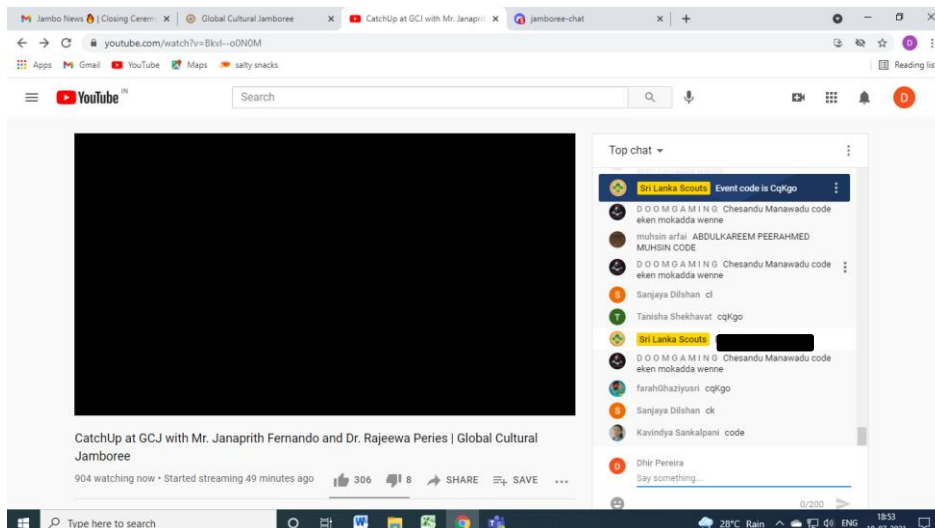 Jambo News 🔥 | Closing Cerem
Global Cultural Jamboree
CatchUp at GCJ with Mr. Janaprit
jamboree-chat
youtube.com/watch?v=Bkvl--o0N0M
Apps
Gmail
YouTube
Maps
salty snacks
Reading lis
YouTube IN
Search
D
Top chat
Sri Lanka Scouts Event code is CqKgo
D O O M G A M I N G Chesandu Manawadu code
eken mokadda wenne
muhsin arfai ABDULKAREEM PEERAHMED
MUHSIN CODE
D O O M G A M I N G Chesandu Manawadu code
eken mokadda wenne
S Sanjaya Dilshan cl
T Tanisha Shekhavat cqKgo
Sri Lanka Scouts
D O O M G A M I N G Chesandu Manawadu code
eken mokadda wenne
farahGhaziyusri cqKgo
S Sanjaya Dilshan ck
Kavindya Sankalpani code
D Dhir Pereira
Say something...
0/200
CatchUp at GCJ with Mr. Janaprith Fernando and Dr. Rajeewa Peries | Global Cultural
Jamboree
904 watching now • Started streaming 49 minutes ago
306
8
SHARE
SAVE
Type here to search
28°C Rain
ENG
18:53